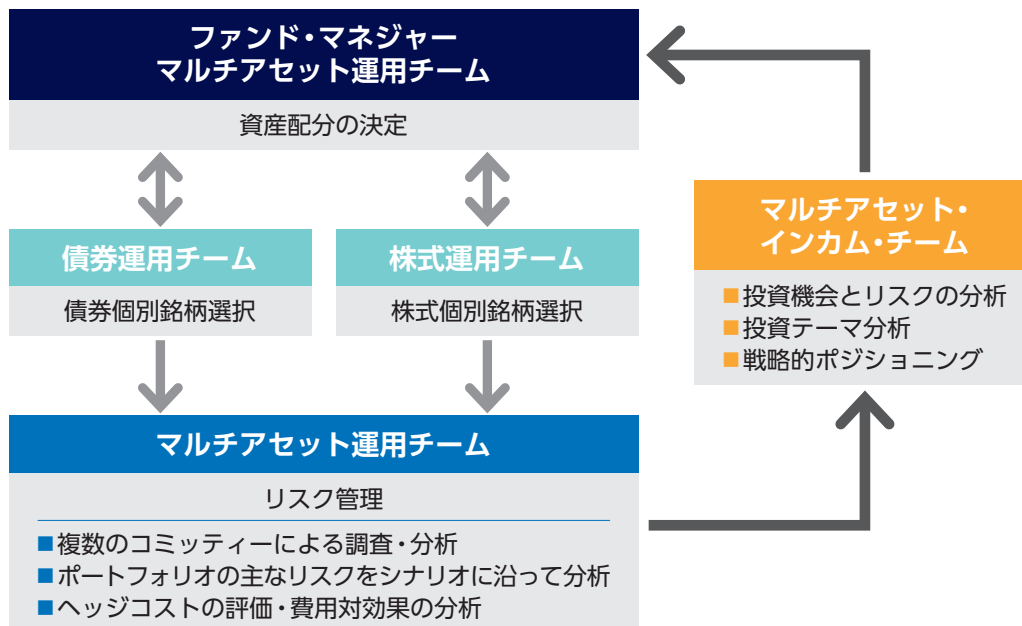 ファンド・マネジャー
マルチアセット運用チーム
資産配分の決定
債券運用チーム
債券個別銘柄選択
株式運用チーム
株式個別銘柄選択
マルチアセット運用チーム
リスク管理
■複数のコミッティーによる調査・分析
■ポートフォリオの主なリスクをシナリオに沿って分析
■ヘッジコストの評価・費用対効果の分析
マルチアセット・
インカム・チーム
■投資機会とリスクの分析
■投資テーマ分析
■戦略的ポジショニング